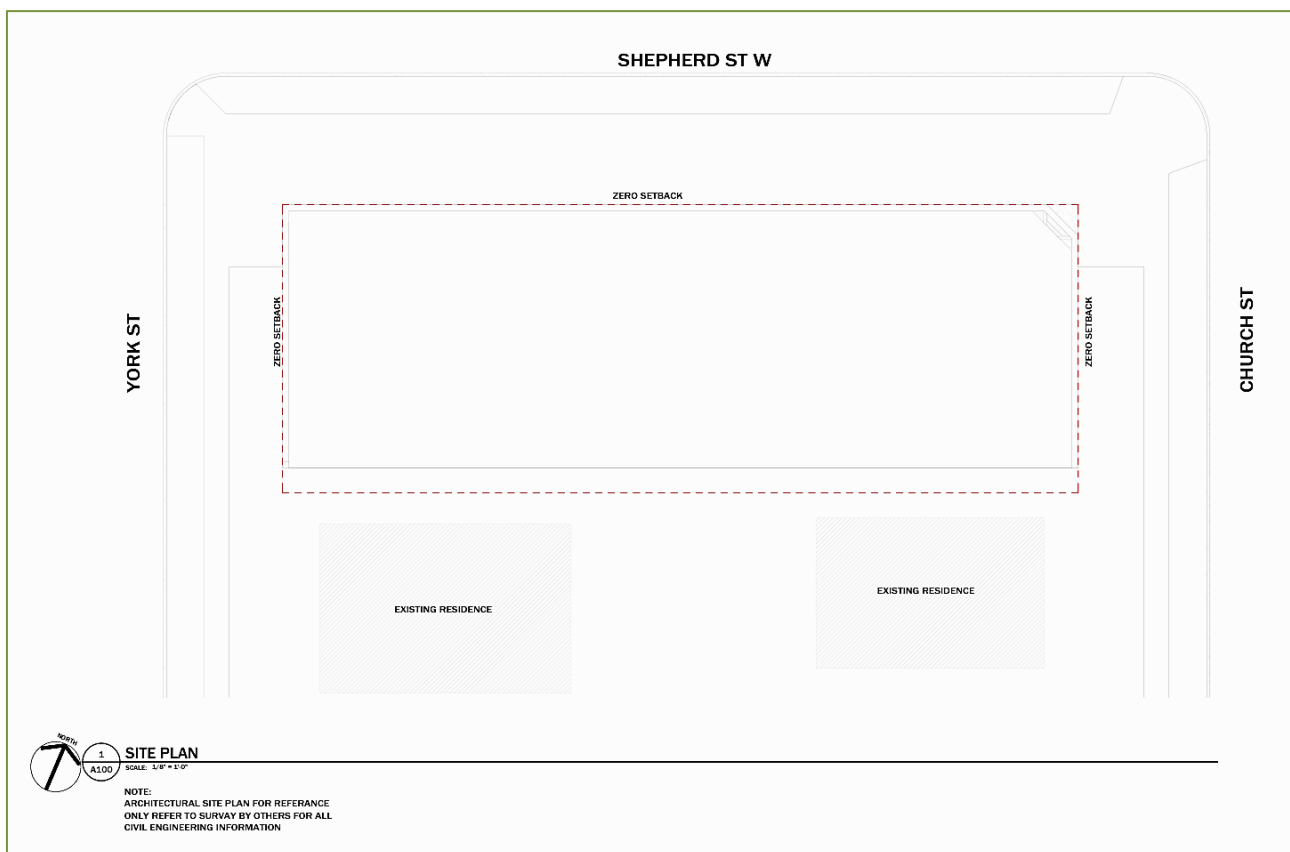 SHEPHERD ST W
ZERO SETBACK
ZERO SETBACK
ZERO SETBACK
YORK ST
CHURCH ST
EXISTING RESIDENCE
EXISTING RESIDENCE
NORTH
1
A100
SITE PLAN
SCALE: 1/8" = 1'-0"
NOTE:
ARCHITECTURAL SITE PLAN FOR REFERANCE
ONLY REFER TO SURVAY BY OTHERS FOR ALL
CIVIL ENGINEERING INFORMATION